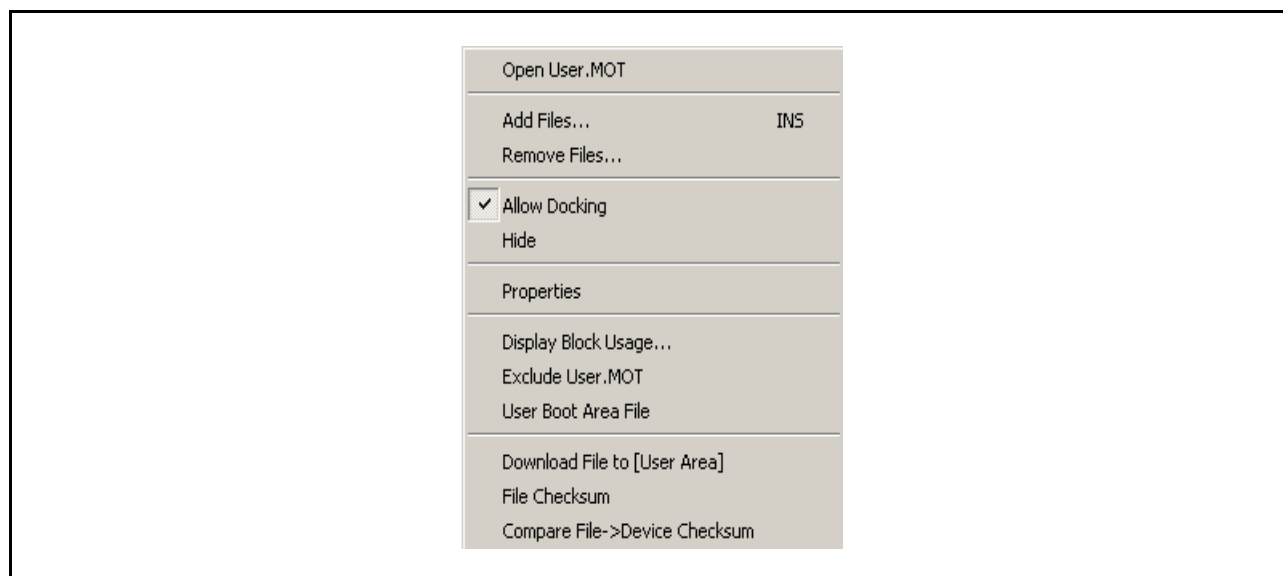 Open User.MOT
Add Files... INS
Remove Files...
Allow Docking
Hide
Properties
Display Block Usage...
Exclude User.MOT
User Boot Area File
Download File to [User Area]
File Checksum
Compare File->Device Checksum